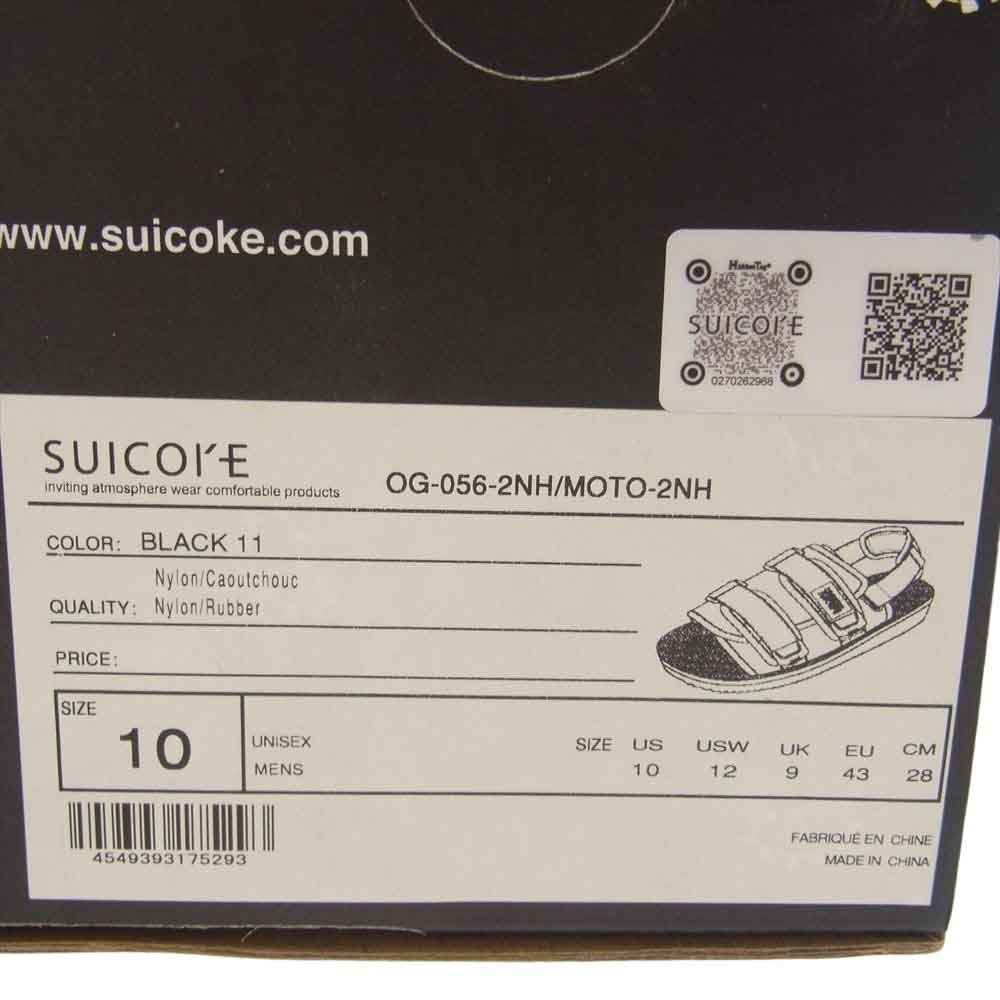 www.suicoke.com
SUICOKE
0270262968
SUICOKE
inviting atmosphere wear comfortable products
OG-056-2NH/MOTO-2NH
COLOR: BLACK 11
Nylon/Caoutchouc
QUALITY: Nylon/Rubber
PRICE:
SIZE
10
UNISEX
MENS
SIZE US USW UK EU CM
10 12 9 43 28
4549393175293
FABRIQUÉ EN CHINE
MADE IN CHINA